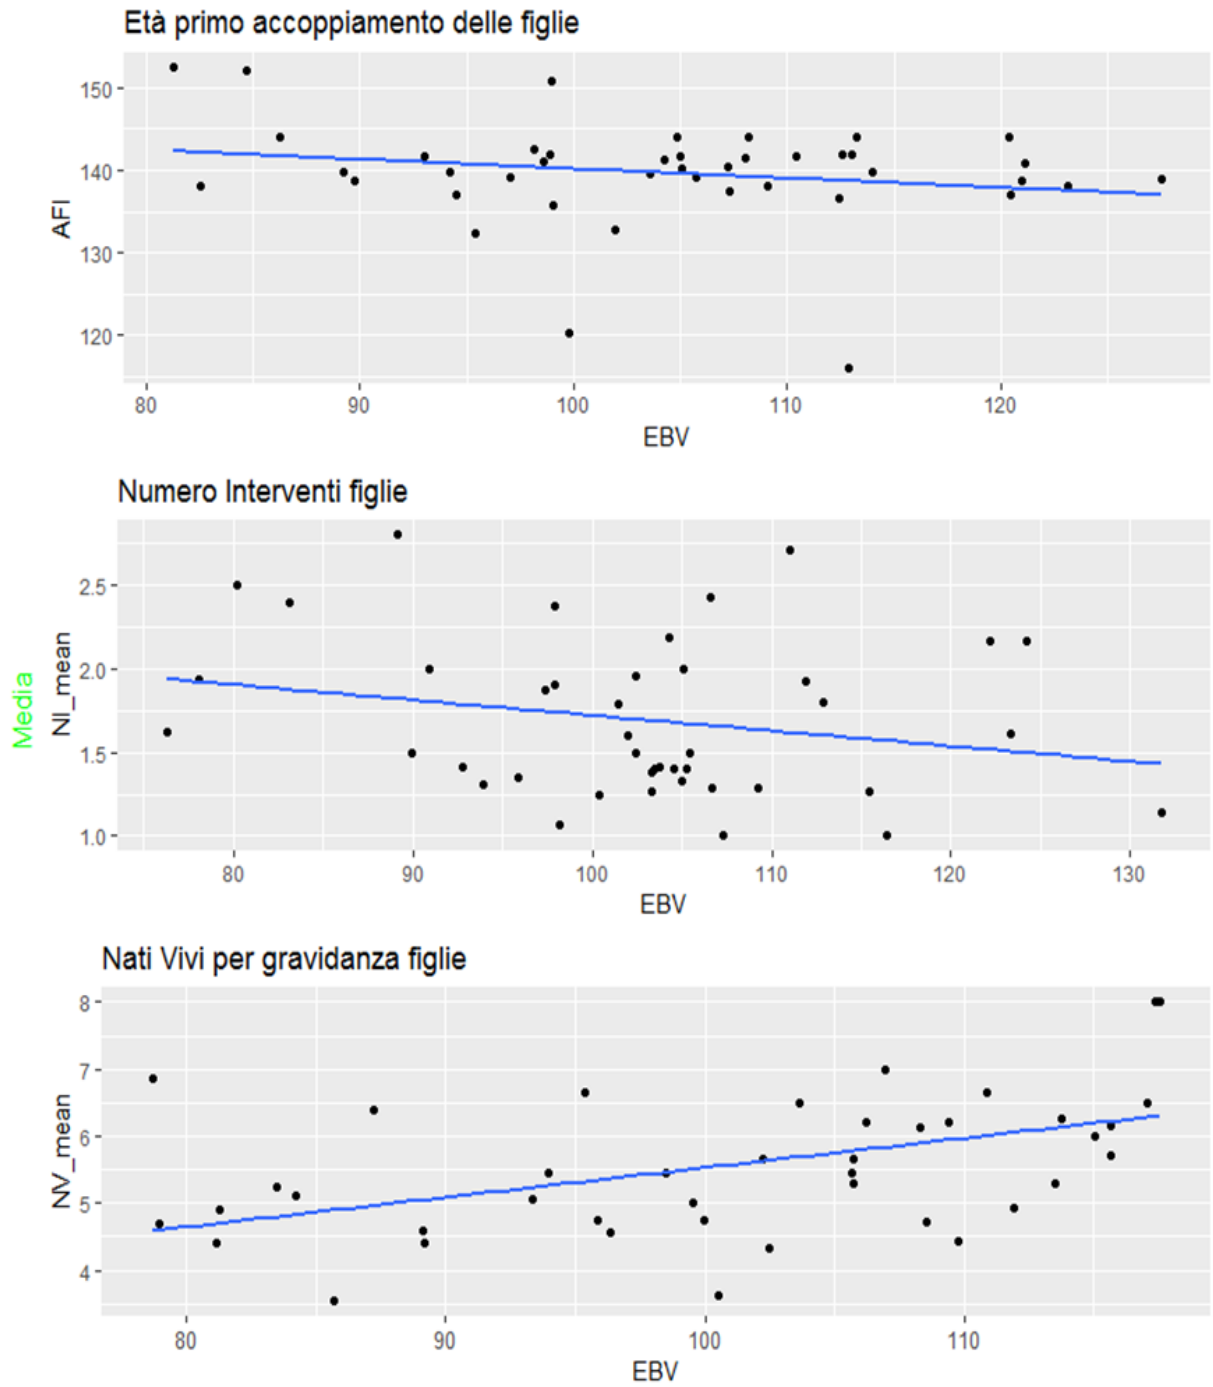 Età primo accoppiamento delle figlie
150
140
130
120
AFI
80 90 100 110 120
EBV
Numero Interventi figlie
2.5
2.0
1.5
1.0
Media
NI_mean
80 90 100 110 120 130
EBV
Nati Vivi per gravidanza figlie
8
7
6
5
4
NV_mean
80 90 100 110
EBV